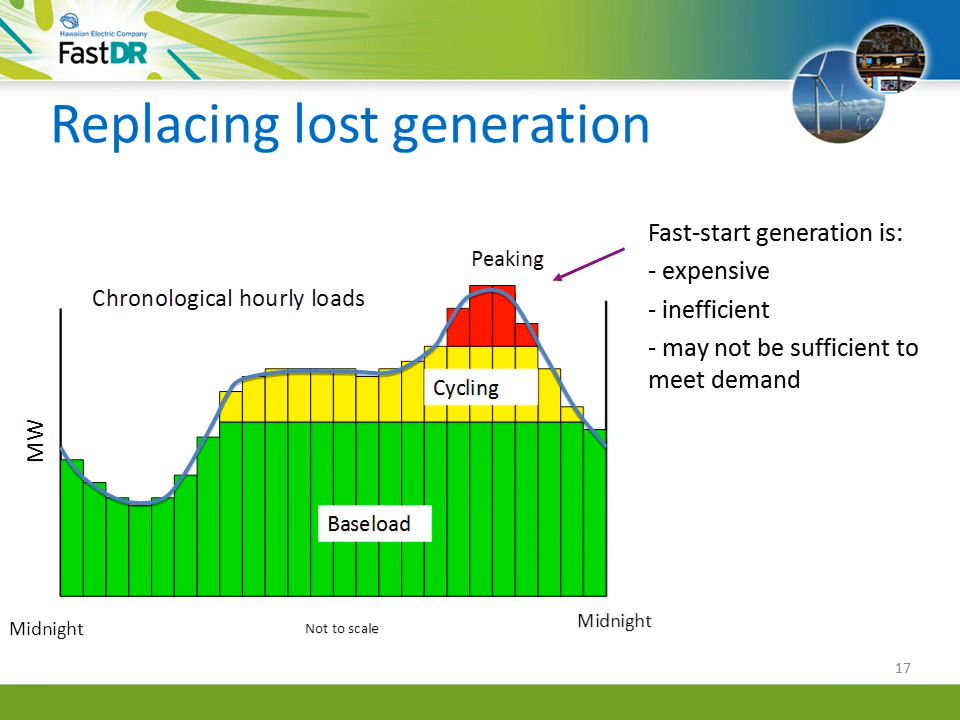 Hawaiian Electric Company
FastDR
Replacing lost generation
Fast-start generation is:
- expensive
- inefficient
- may not be sufficient to
meet demand
Peaking
Chronological hourly loads
Cycling
MW
Baseload
Midnight
Not to scale
Midnight
17